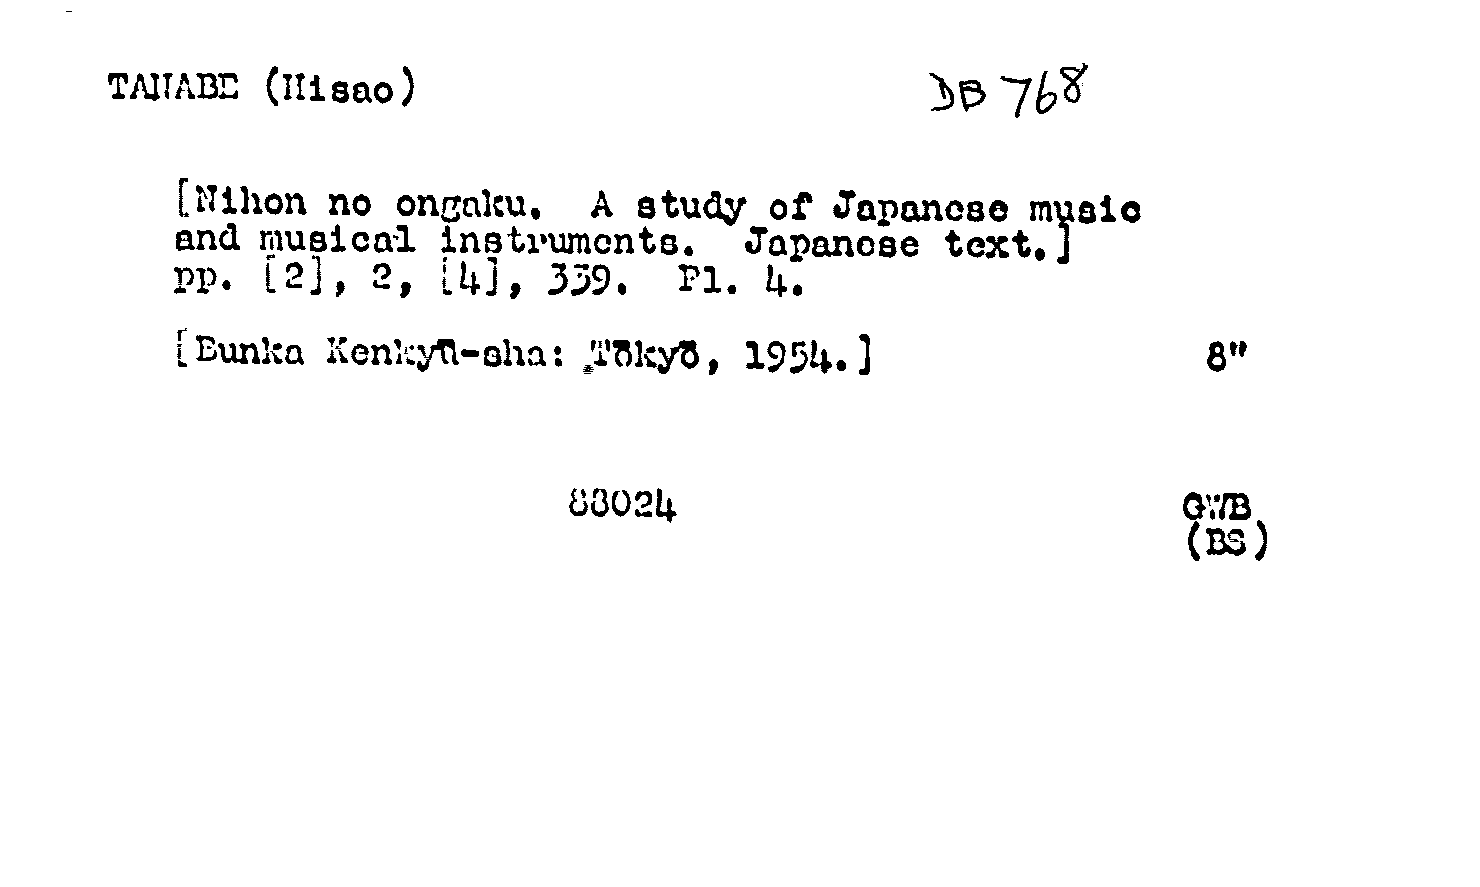 TANABE (Hisao) DB 768
[Nihon no ongaku. A study of Japanese music
and musical instruments. Japanese text.]
pp. [2], 2, [4], 339. Pl. 4.
[Bunka Kenkyū-sha: Tōkyō, 1954.] 8"
88024 GWB
(BS)